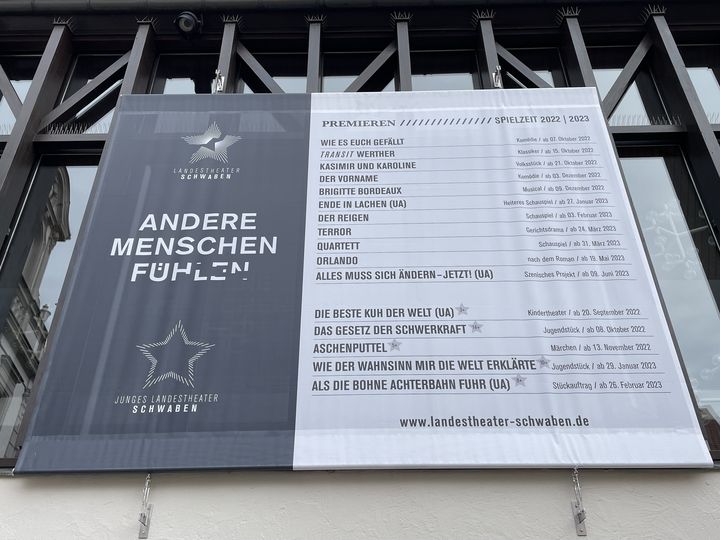 LANDESTHEATER
SCHWABEN
ANDERE
MENSCHEN
FÜHLEN
JUNGES LANDESTHEATER
SCHWABEN
PREMIEREN //////////////// SPIELZEIT 2022 | 2023
WIE ES EUCH GEFÄLLT Komödie / ab 07. Oktober 2022
TRANSIT WERTHER Klassiker / ab 15. Oktober 2022
KASIMIR UND KAROLINE Volksstück / ab 21. Oktober 2022
DER VORNAME Komödie / ab 03. Dezember 2022
BRIGITTE BORDEAUX Musical / ab 09. Dezember 2022
ENDE IN LACHEN (UA) Heiteres Schauspiel / ab 27. Januar 2023
DER REIGEN Schauspiel / ab 03. Februar 2023
TERROR Gerichtsdrama / ab 24. März 2023
QUARTETT Schauspiel / ab 31. März 2023
ORLANDO nach dem Roman / ab 19. Mai 2023
ALLES MUSS SICH ÄNDERN–JETZT! (UA) Szenisches Projekt / ab 09. Juni 2023
DIE BESTE KUH DER WELT (UA) Kindertheater / ab 20. September 2022
DAS GESETZ DER SCHWERKRAFT Jugendstück / ab 08. Oktober 2022
ASCHENPUTTEL Märchen / ab 13. November 2022
WIE DER WAHNSINN MIR DIE WELT ERKLÄRTE Jugendstück / ab 29. Januar 2023
ALS DIE BOHNE ACHTERBAHN FUHR (UA) Stückauftrag / ab 26. Februar 2023
www.landestheater-schwaben.de